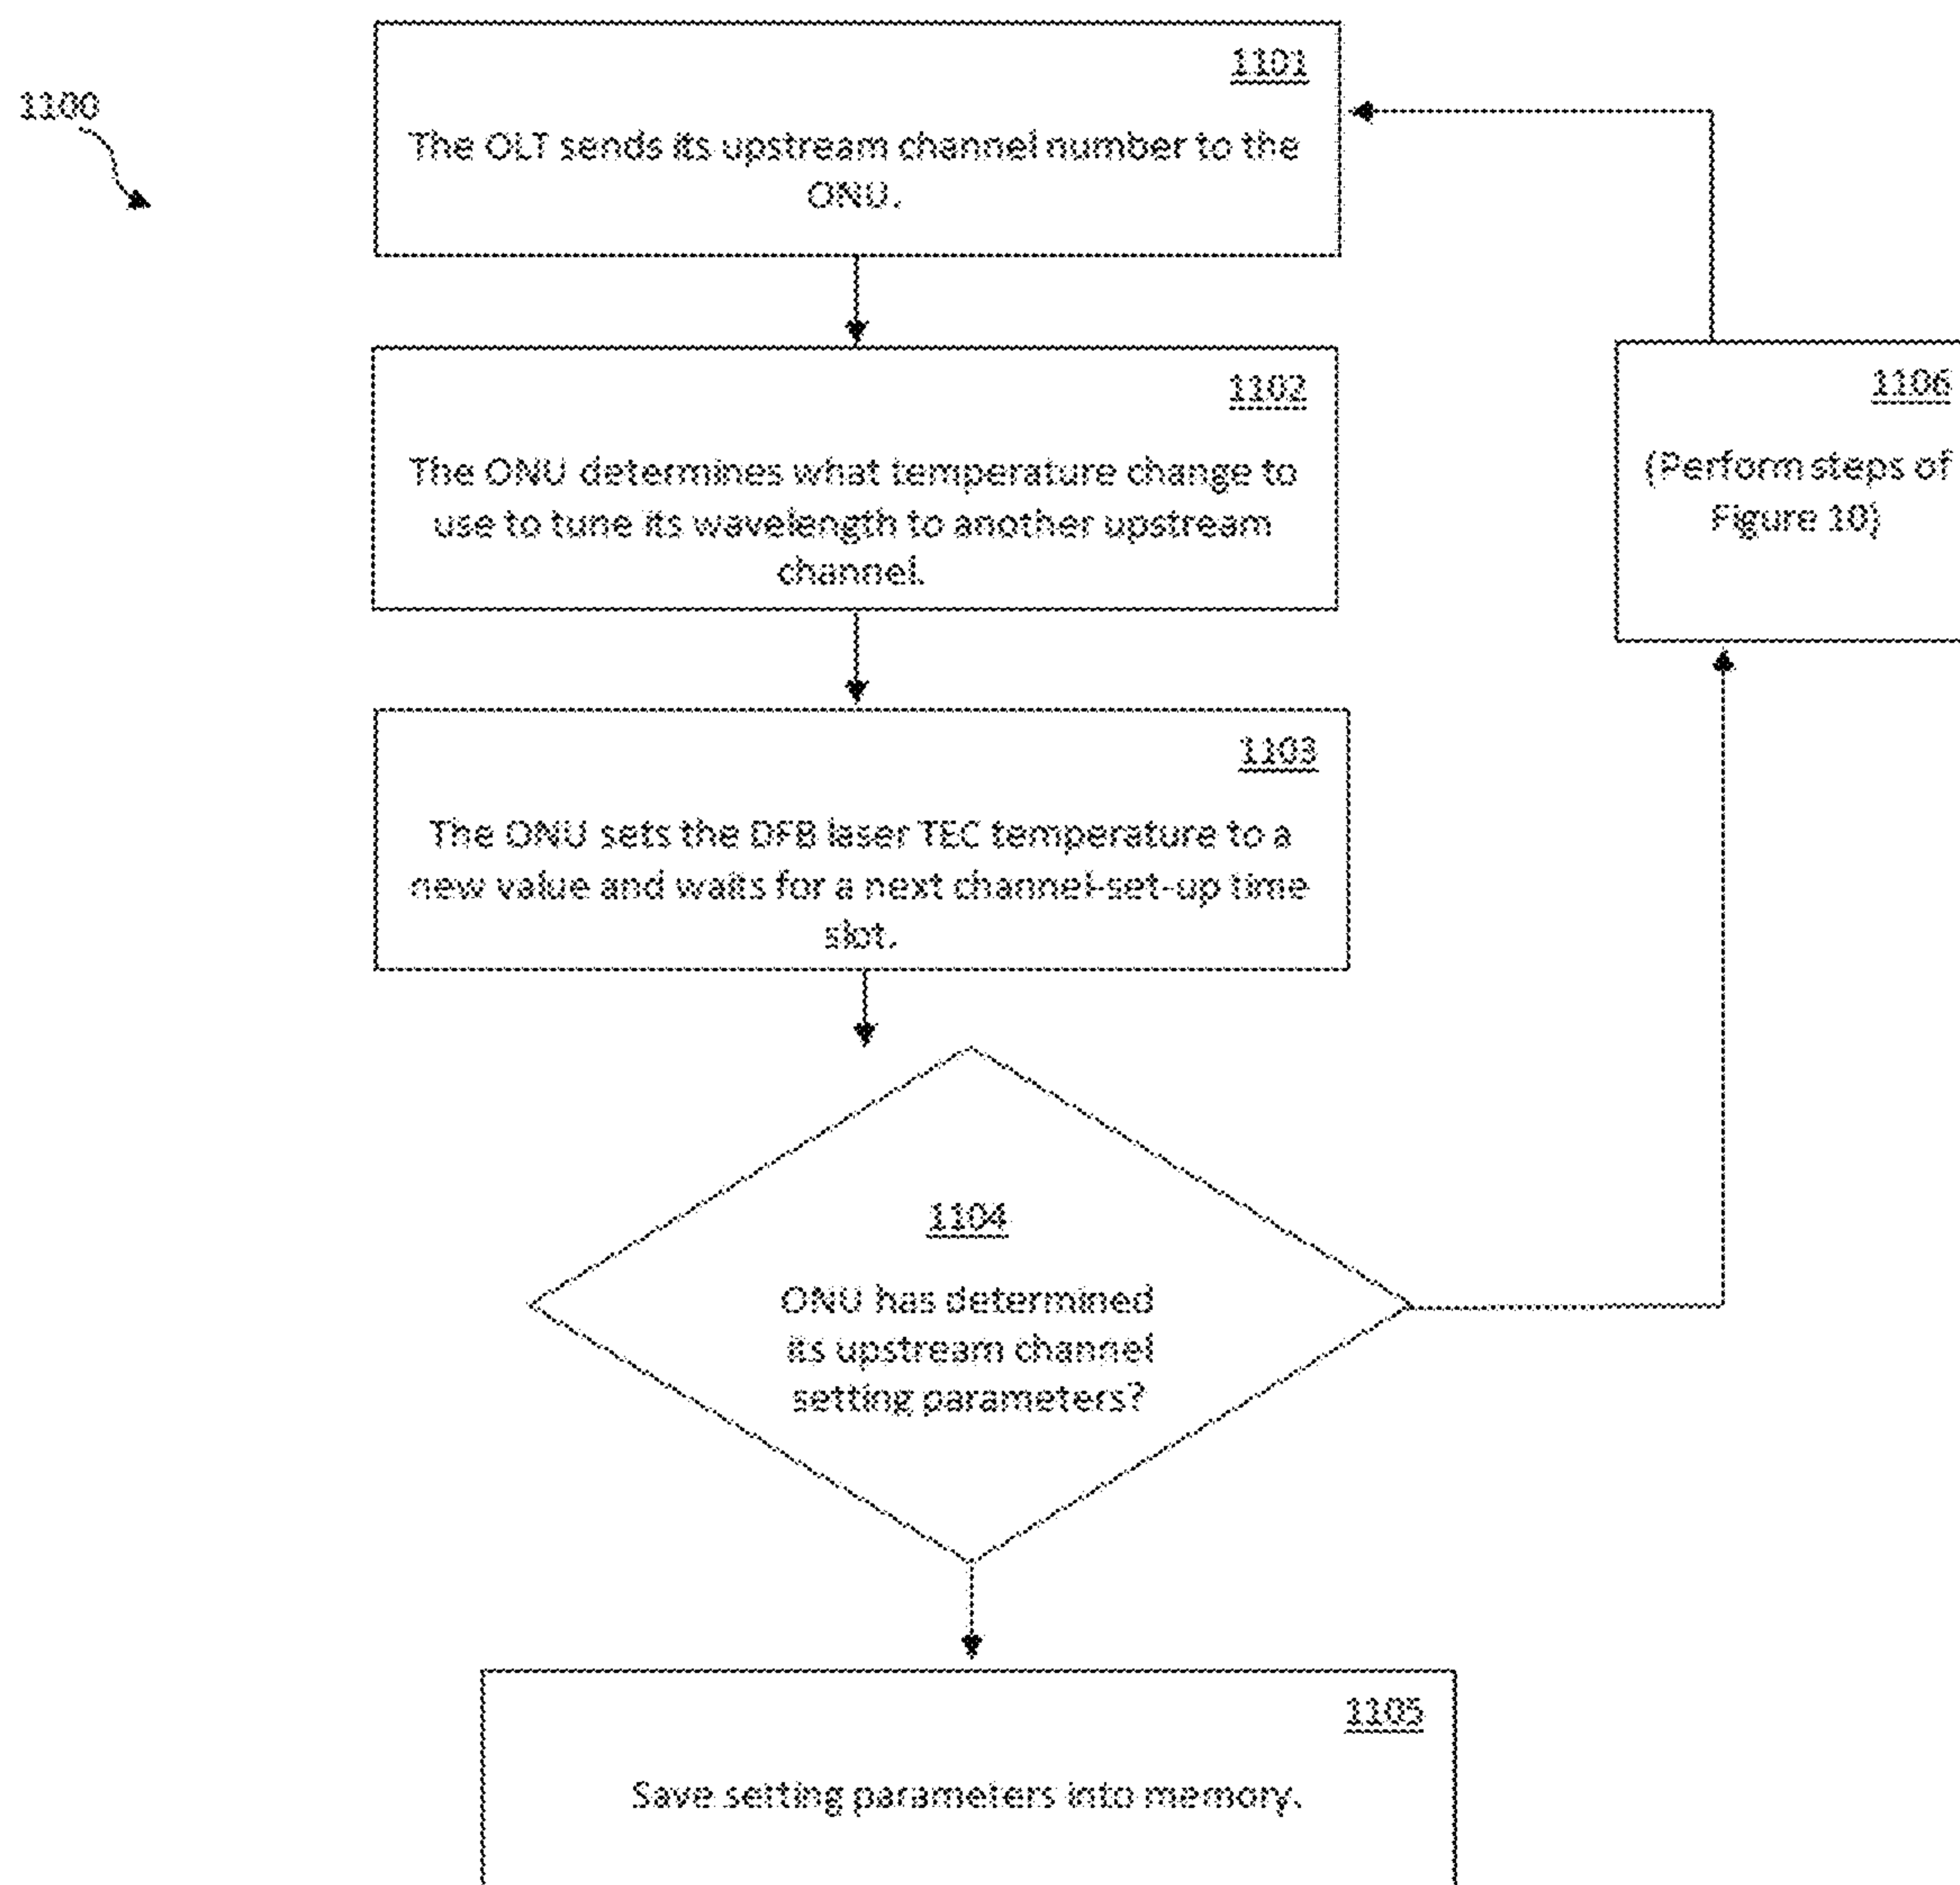 1100
1101
The OLT sends its upstream channel number to the
ONU.
1102
The ONU determines what temperature change to
use to tune its wavelength to another upstream
channel.
1106
(Perform steps of
Figure 10)
1103
The ONU sets the DFB laser TEC temperature to a
new value and waits for a next channel-set-up time
slot.
1104
ONU has determined
its upstream channel
setting parameters?
1105
Save setting parameters into memory.